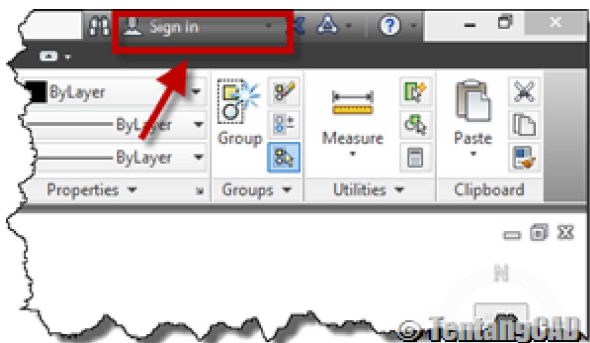 Sign In
ByLayer
ByLayer
ByLayer
Group
Measure
Paste
Properties
Groups
Utilities
Clipboard
N
© TentangCAD